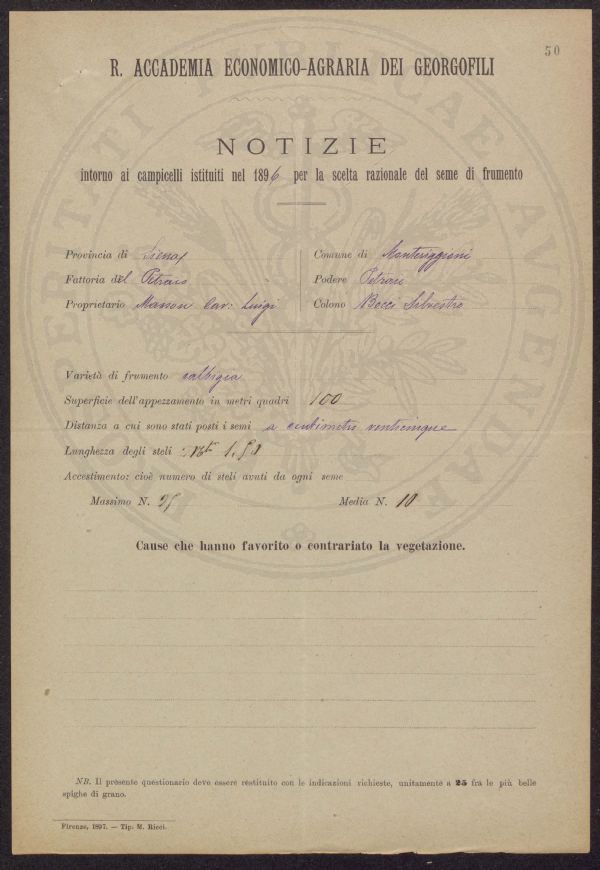 50
R. ACCADEMIA ECONOMICO-AGRARIA DEI GEORGOFILI
NOTIZIE
intorno ai campicelli istituiti nel 1896 per la scelta razionale del seme di frumento
Provincia di Siena
Comune di Monteriggioni
Fattoria del Petraio
Podere Petraio
Proprietario Cav: Luigi
Colono Bocci Silvestro
Varietà di frumento calbigia
Superficie dell'appezzamento in metri quadri 100
Distanza a cui sono stati posti i semi a centimetri venticinque
Lunghezza degli steli
Accestimento: cioè numero di steli avuti da ogni seme
Massimo N. 25
Media N. 10
Cause che hanno favorito o contrariato la vegetazione.
NB. Il presente questionario deve essere restituito con le indicazioni richieste, unitamente a 25 fra le più belle
spighe di grano.
Firenze, 1897. — Tip. M. Ricci.